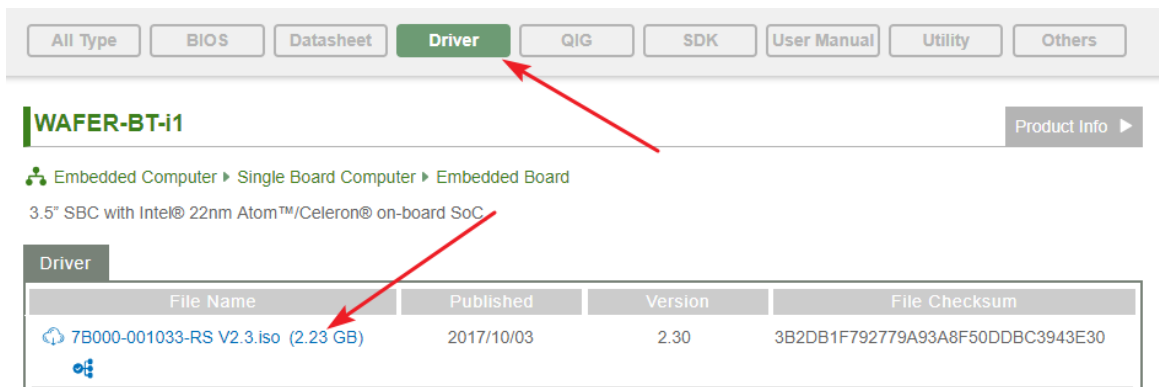 All Type BIOS Datasheet Driver QIG SDK User Manual Utility Others
WAFER-BT-i1 Product Info
Embedded Computer Single Board Computer Embedded Board
3.5" SBC with Intel® 22nm Atom™/Celeron® on-board SoC
Driver
File Name Published Version File Checksum
7B000-001033-RS V2.3.iso (2.23 GB) 2017/10/03 2.30 3B2DB1F792779A93A8F50DDBC3943E30